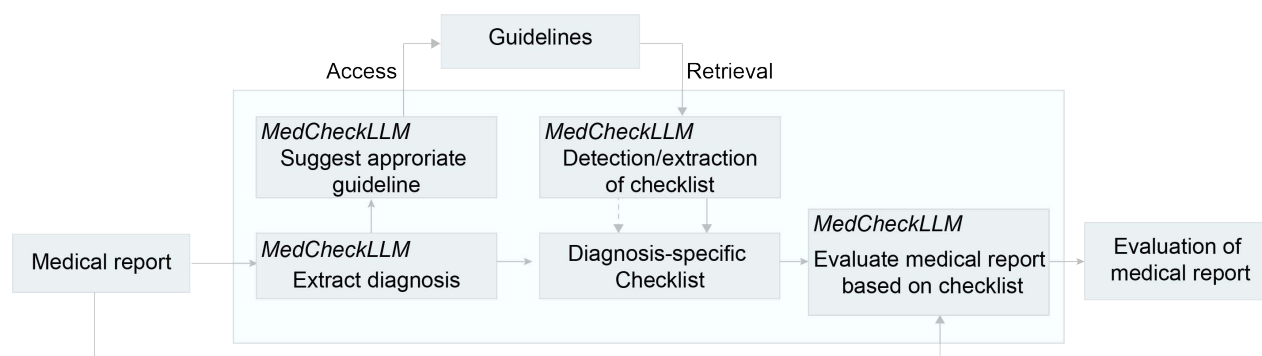 Guidelines
Access
Retrieval
MedCheckLLM
Suggest approriate
guideline
MedCheckLLM
Detection/extraction
of checklist
Medical report
MedCheckLLM
Extract diagnosis
Diagnosis-specific
Checklist
MedCheckLLM
Evaluate medical report
based on checklist
Evaluation of
medical report